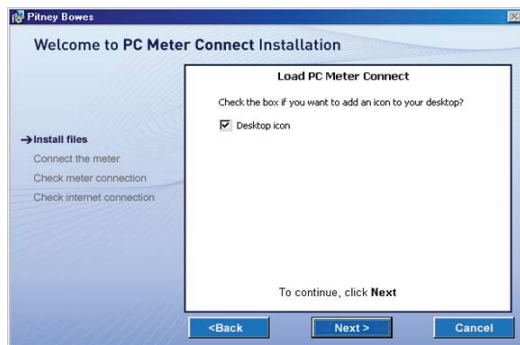 Pitney Bowes
Welcome to PC Meter Connect Installation
Load PC Meter Connect
Check the box if you want to add an icon to your desktop?
Desktop icon
Install files
Connect the meter
Check meter connection
Check internet connection
To continue, click Next
<Back
Next >
Cancel